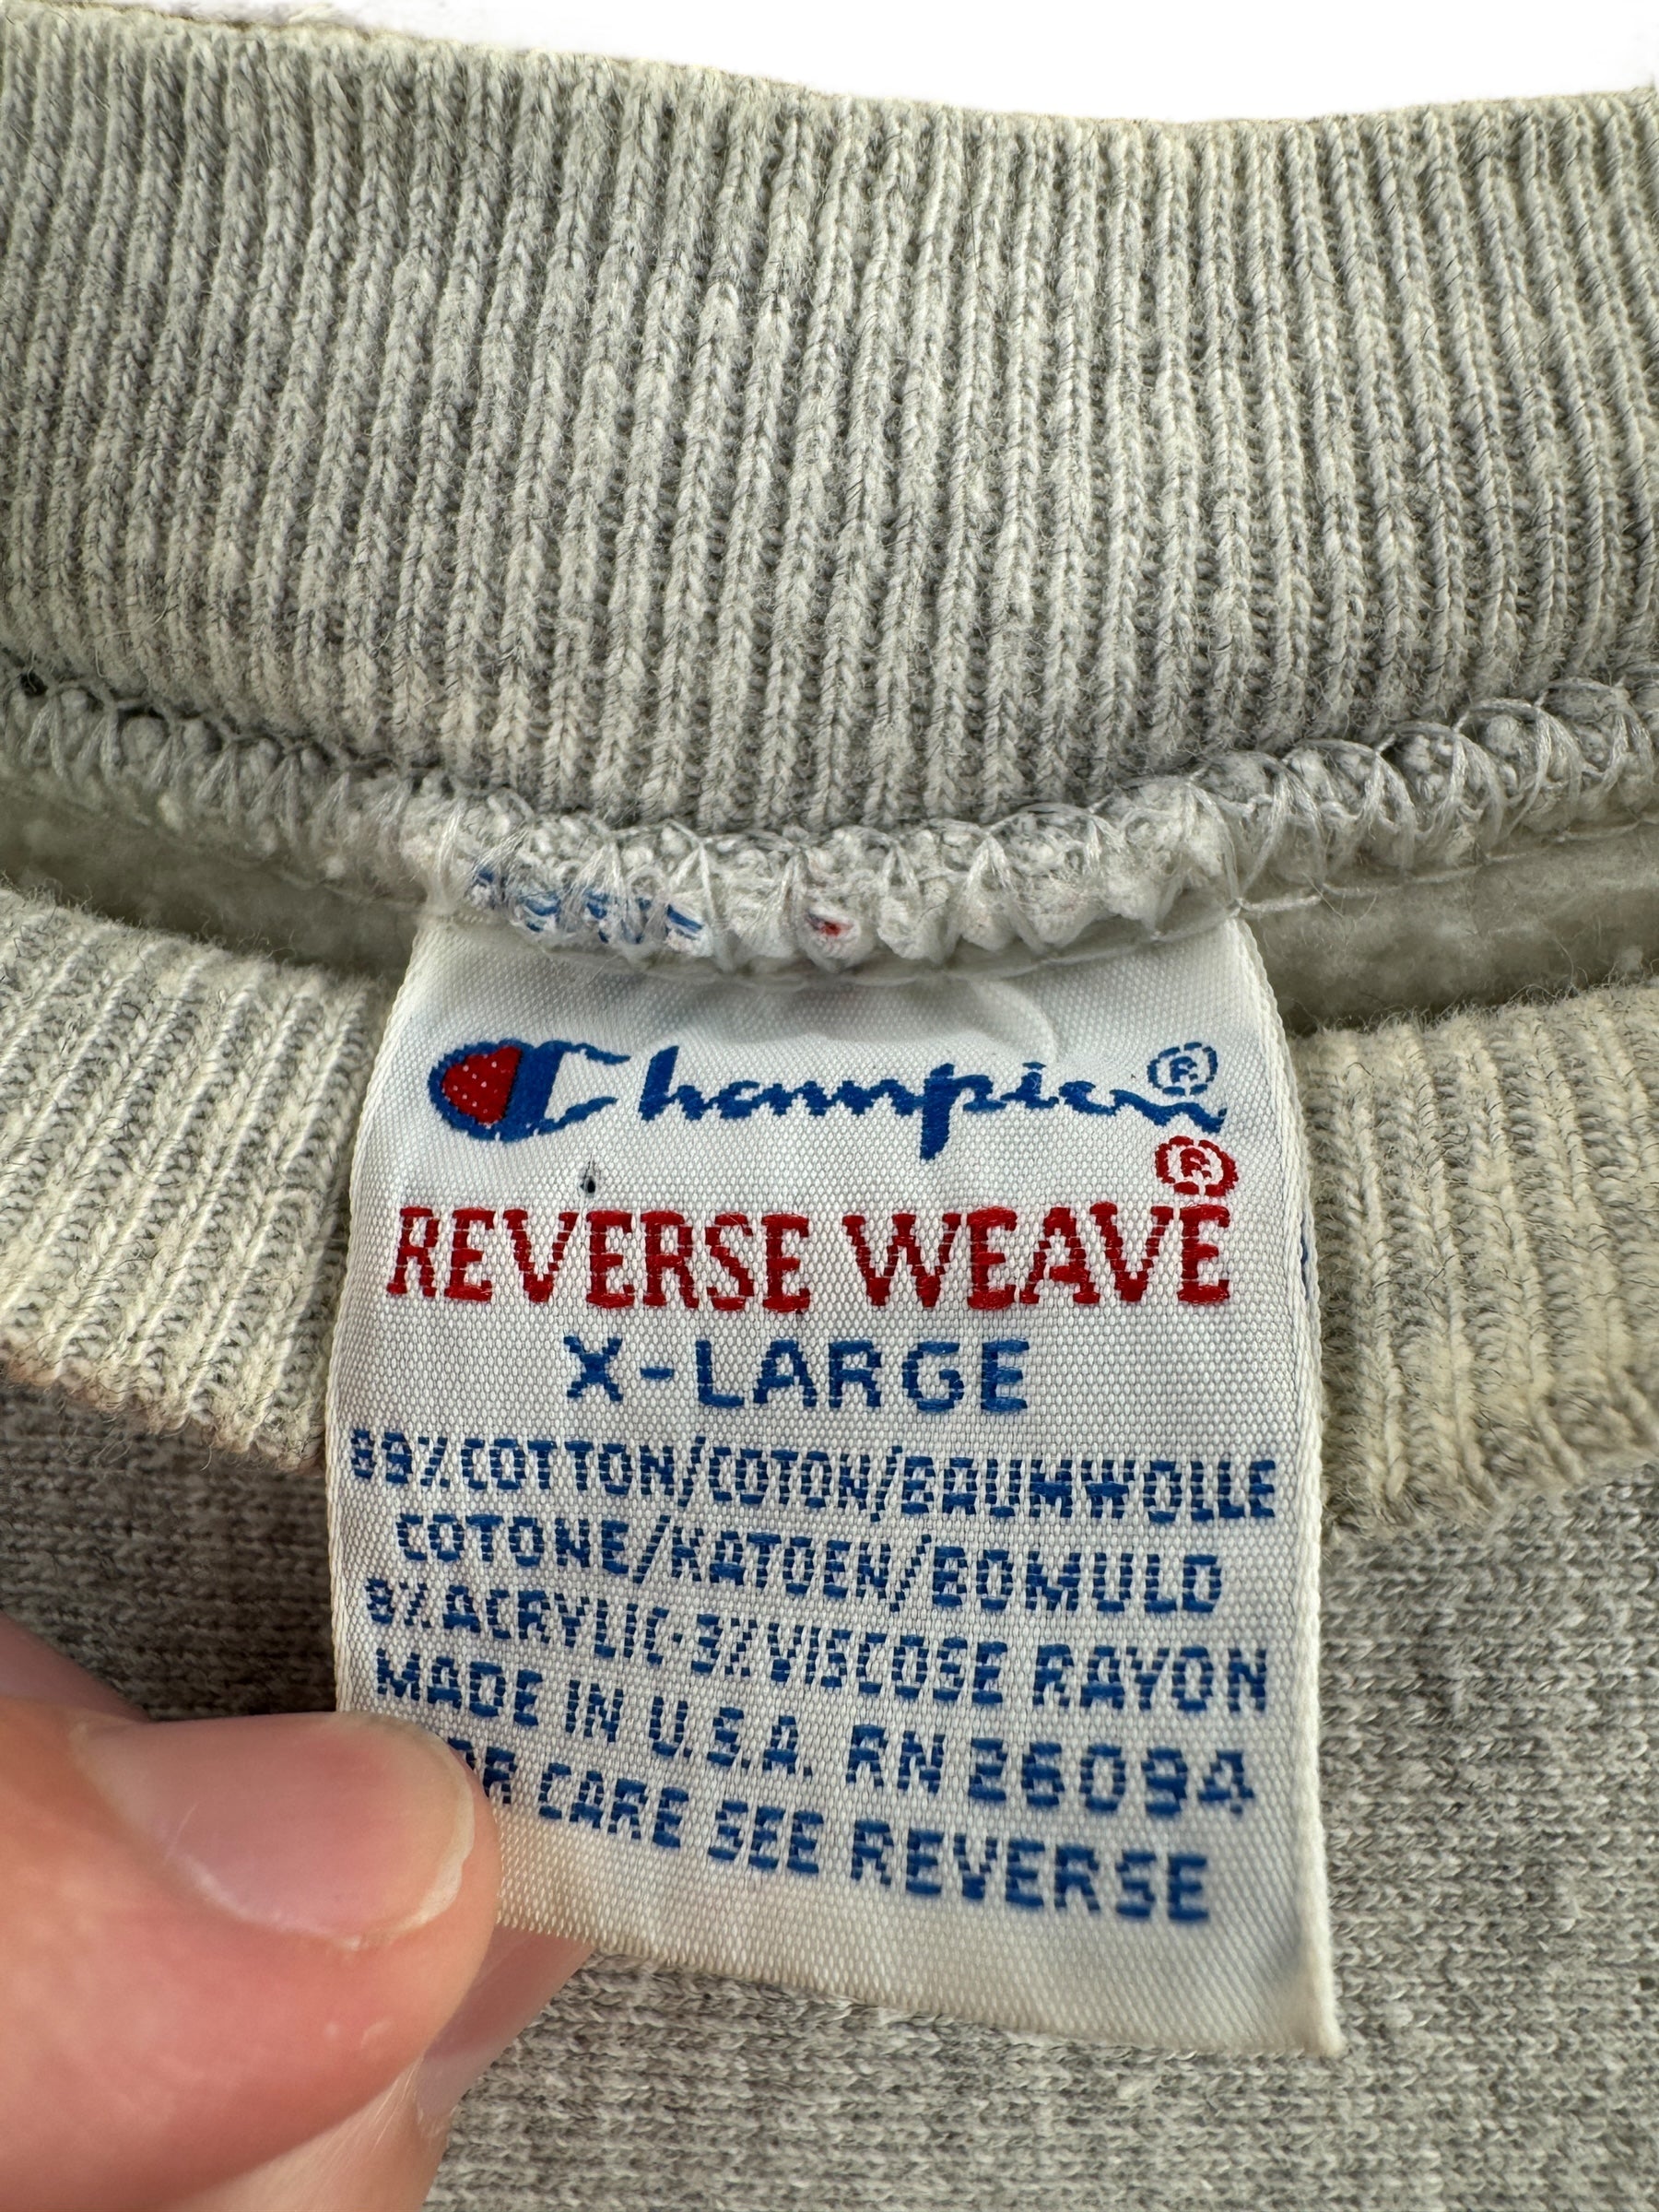 Champion®
REVERSE WEAVE®
X-LARGE
89%COTTON/COTON/BAUMWOLLE
COTONE/KATOEN/BOMULD
8%ACRYLIC-3%VISCOSE RAYON
MADE IN U.S.A. RN 26094
CARE SEE REVERSE